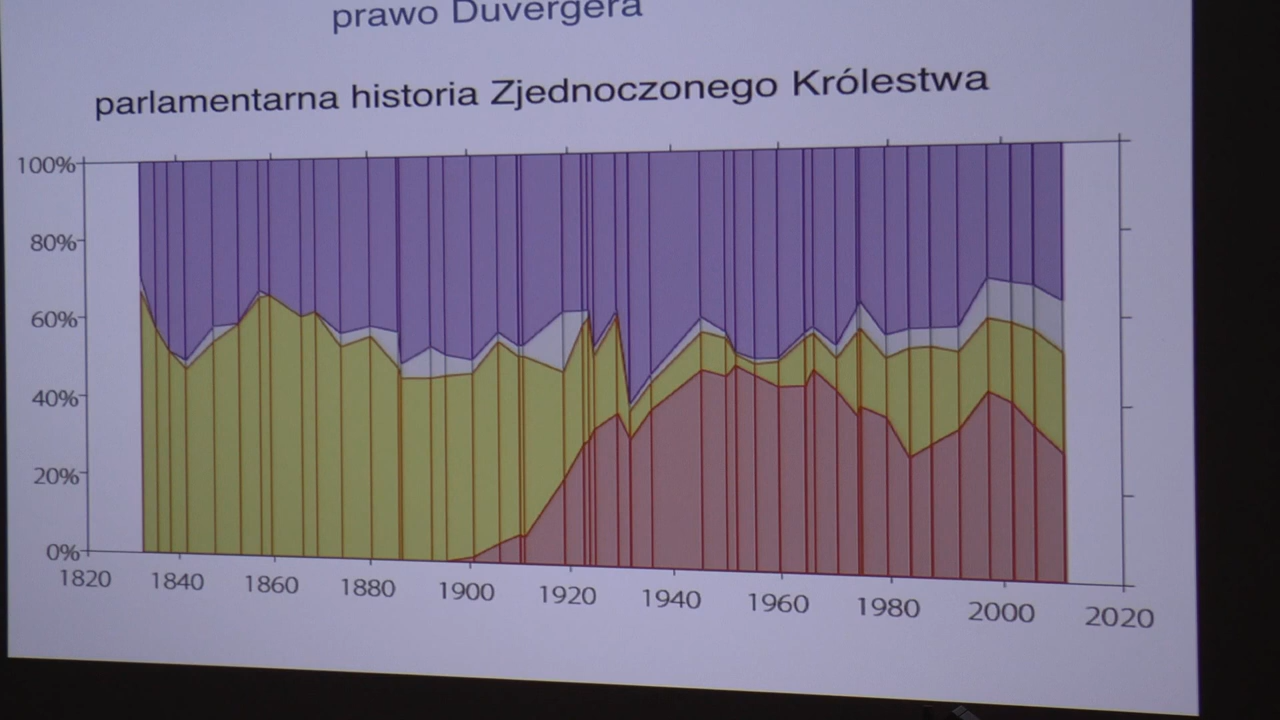 prawo Duvergera
parlamentarna historia Zjednoczonego Królestwa
100%
80%
60%
40%
20%
0%
1820 1840 1860 1880 1900 1920 1940 1960 1980 2000 2020